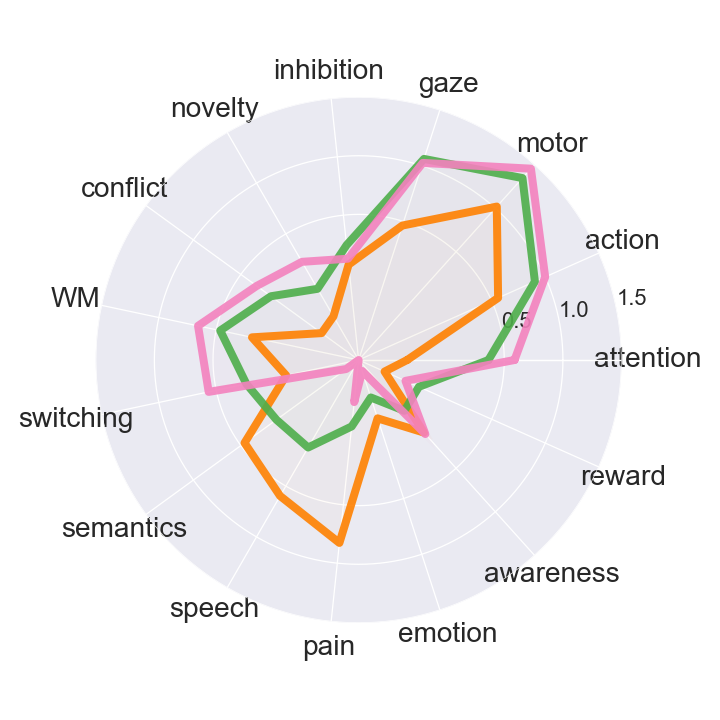 inhibition
gaze
novelty
motor
conflict
action
WM
1.5
1.0
0.5
attention
switching
reward
semantics
awareness
speech
emotion
pain